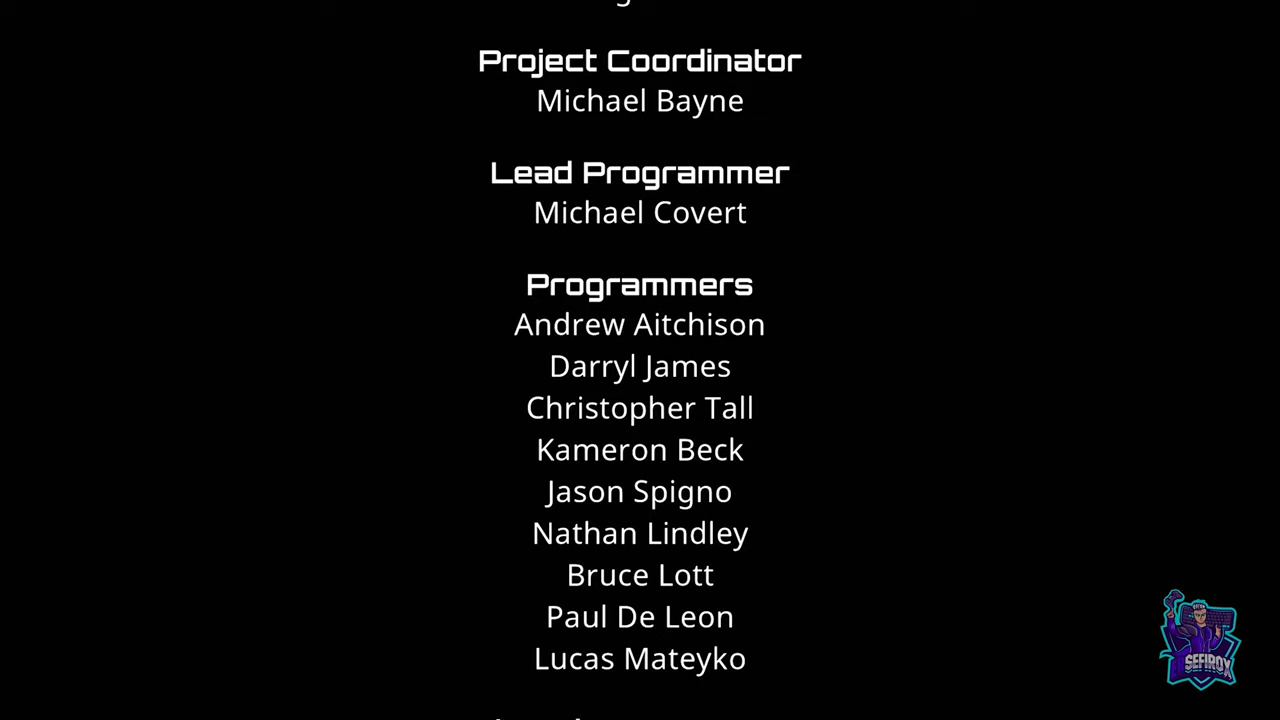 Project Coordinator
Michael Bayne
Lead Programmer
Michael Covert
Programmers
Andrew Aitchison
Darryl James
Christopher Tall
Kameron Beck
Jason Spigno
Nathan Lindley
Bruce Lott
Paul De Leon
Lucas Mateyko
SEFIROX